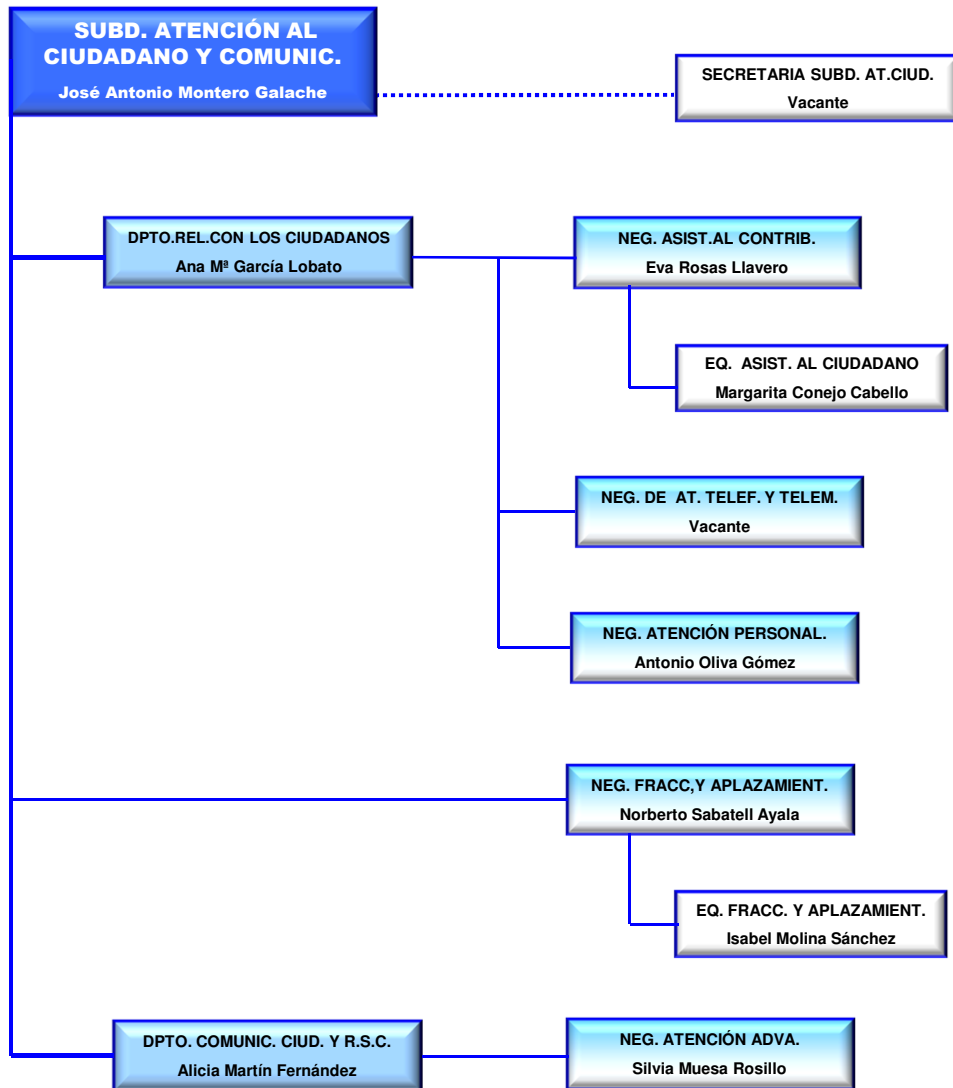 SUBD. ATENCIÓN AL
CIUDADANO Y COMUNIC.
José Antonio Montero Galache
SECRETARIA SUBD. AT.CIUD.
Vacante
DPTO.REL.CON LOS CIUDADANOS
Ana Mª García Lobato
NEG. ASIST.AL CONTRIB.
Eva Rosas Llavero
EQ. ASIST. AL CIUDADANO
Margarita Conejo Cabello
NEG. DE AT. TELEF. Y TELEM.
Vacante
NEG. ATENCIÓN PERSONAL.
Antonio Oliva Gómez
NEG. FRACC,Y APLAZAMIENT.
Norberto Sabatell Ayala
EQ. FRACC. Y APLAZAMIENT.
Isabel Molina Sánchez
DPTO. COMUNIC. CIUD. Y R.S.C.
Alicia Martín Fernández
NEG. ATENCIÓN ADVA.
Silvia Muesa Rosillo